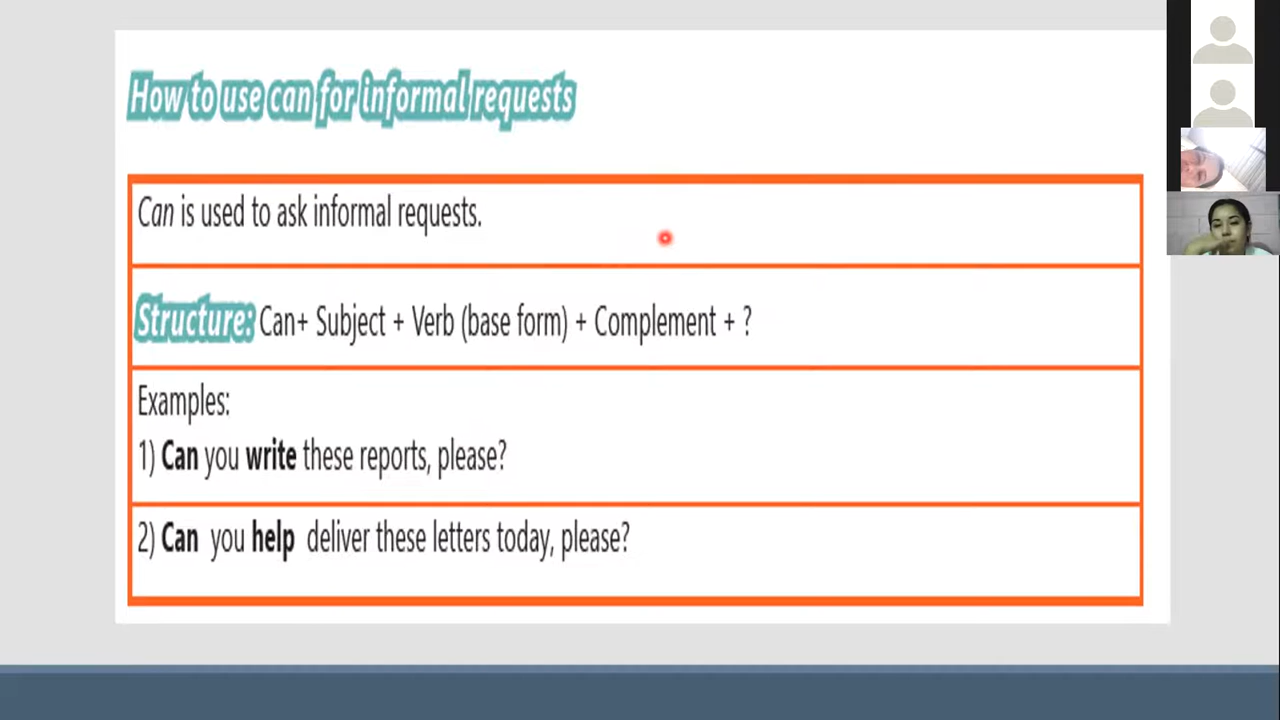 How to use can for informal requests
Can is used to ask informal requests.
Structure: Can+ Subject + Verb (base form) + Complement + ?
Examples:
1) Can you write these reports, please?
2) Can you help deliver these letters today, please?